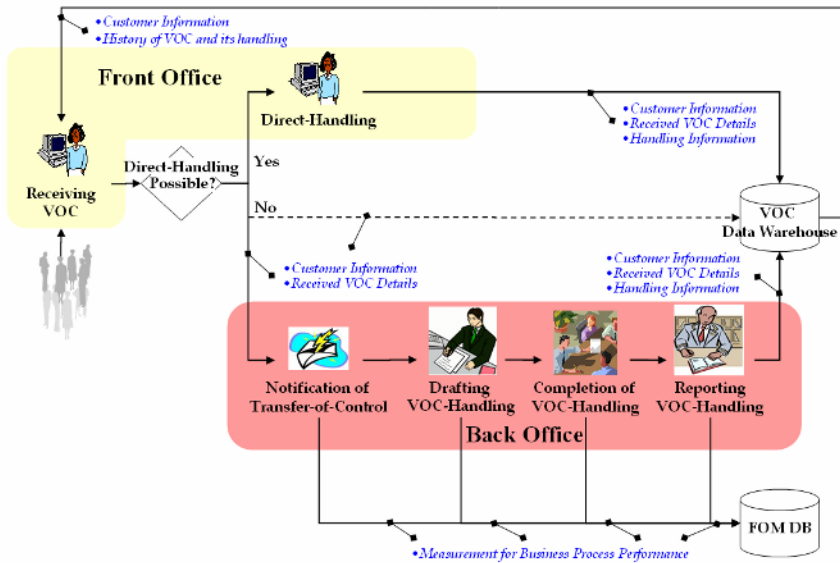 •Customer Information
•History of VOC and its handling
Front Office
Direct-Handling
•Customer Information
•Received VOC Details
•Handling Information
Receiving
VOC
Direct-Handling
Possible?
Yes
No
VOC
Data Warehouse
•Customer Information
•Received VOC Details
•Customer Information
•Received VOC Details
•Handling Information
Notification of
Transfer-of-Control
Drafting
VOC-Handling
Completion of
VOC-Handling
Reporting
VOC-Handling
Back Office
FOM DB
•Measurement for Business Process Performance